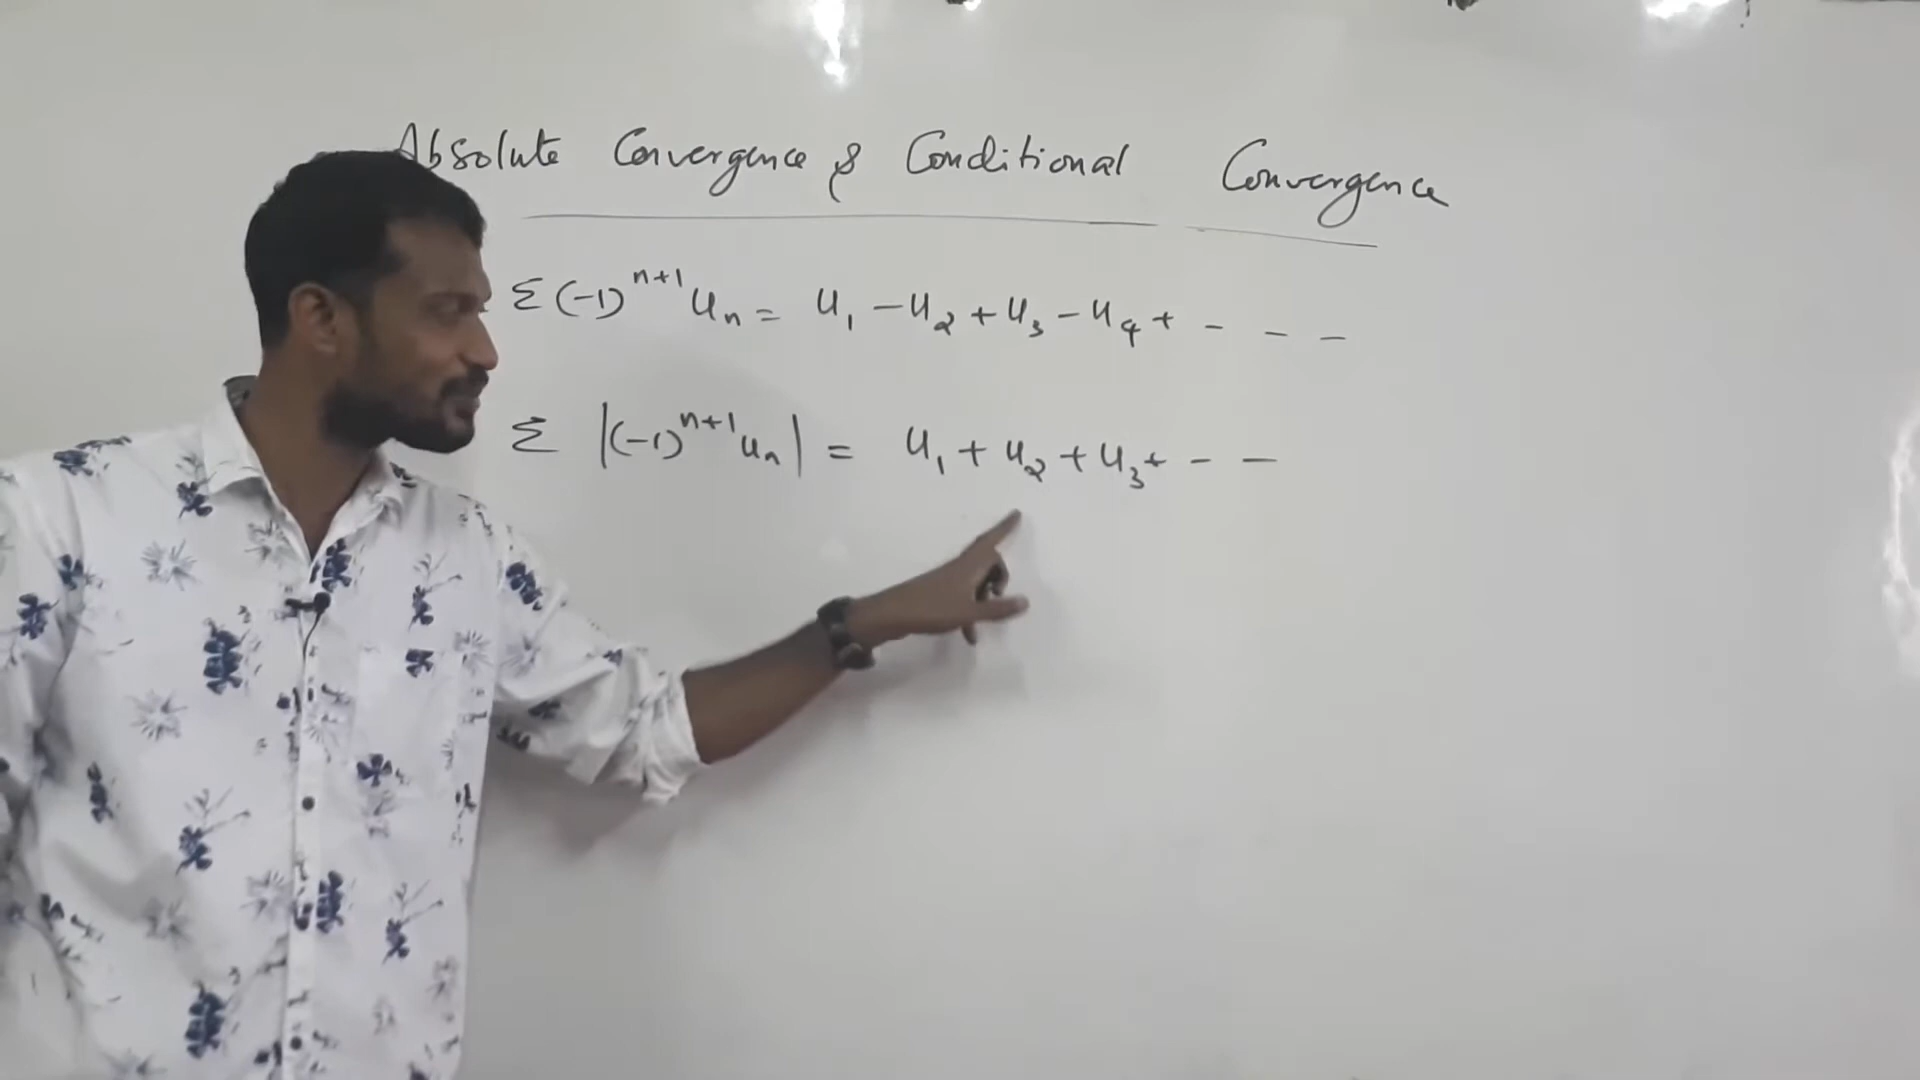 Absolute Convergence & Conditional Convergence
Σ(-1)ⁿ⁺¹ uₙ = u₁ - u₂ + u₃ - u₄ + - - -
Σ |(-1)ⁿ⁺¹ uₙ| = u₁ + u₂ + u₃ + - -